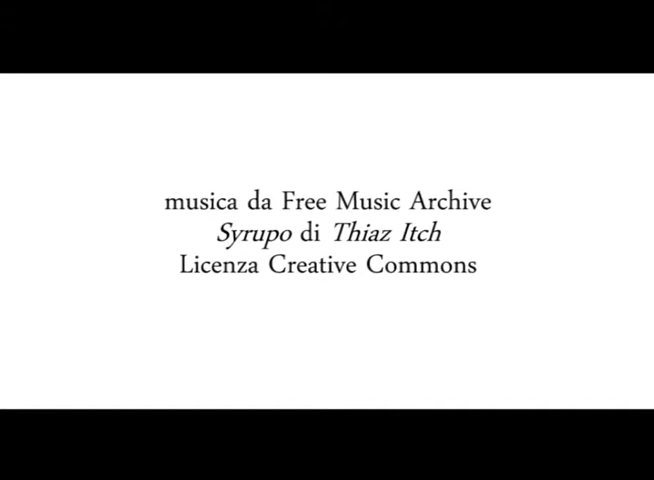 musica da Free Music Archive
Syrupo di Thiaz Itch
Licenza Creative Commons